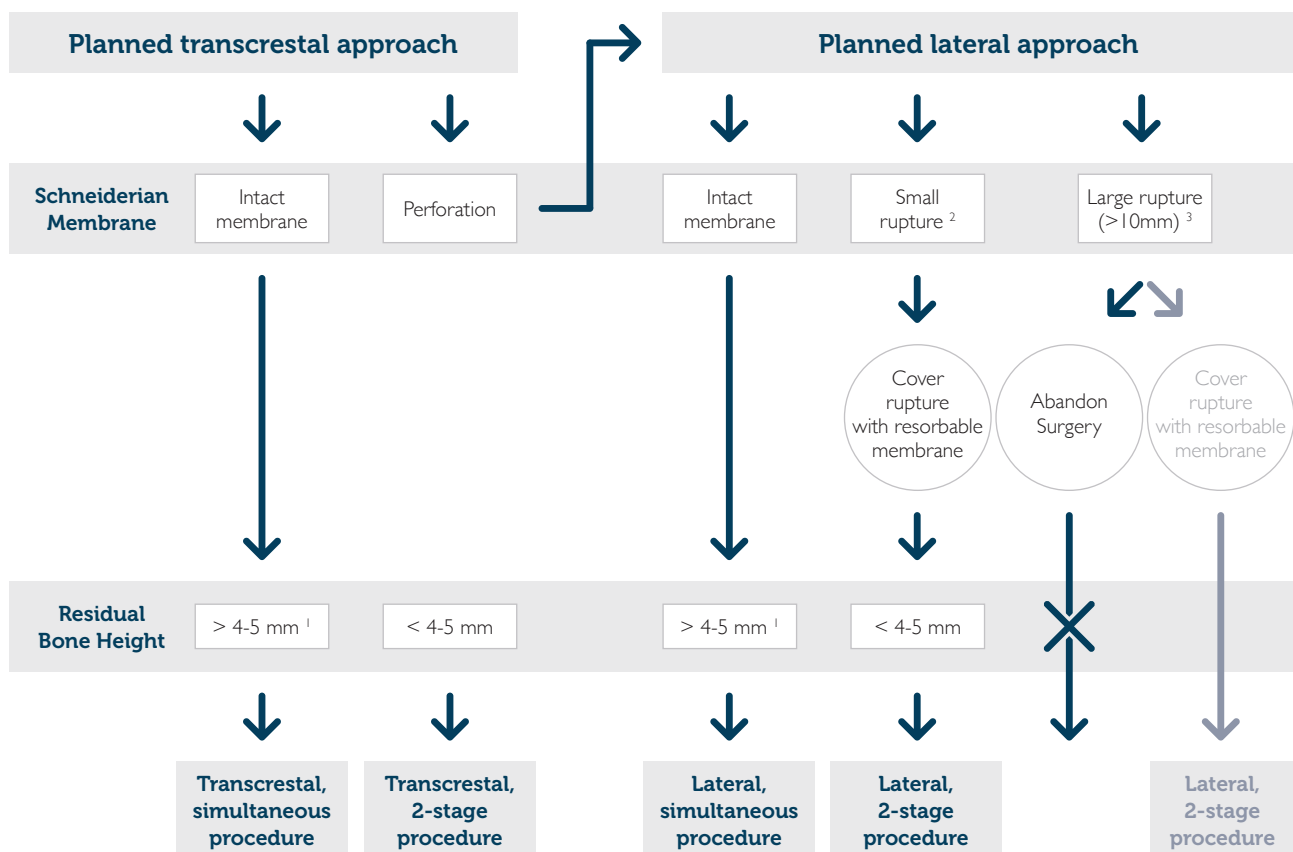 Planned transcrestal approach
Planned lateral approach
Schneiderian
Membrane
Intact
membrane
Perforation
Intact
membrane
Small
rupture 2
Large rupture
(>10mm) 3
Cover
rupture
with resorbable
membrane
Abandon
Surgery
Cover
rupture
with resorbable
membrane
Residual
Bone Height
> 4-5 mm 1
< 4-5 mm
> 4-5 mm 1
< 4-5 mm
Transcrestal,
simultaneous
procedure
Transcrestal,
2-stage
procedure
Lateral,
simultaneous
procedure
Lateral,
2-stage
procedure
Lateral,
2-stage
procedure